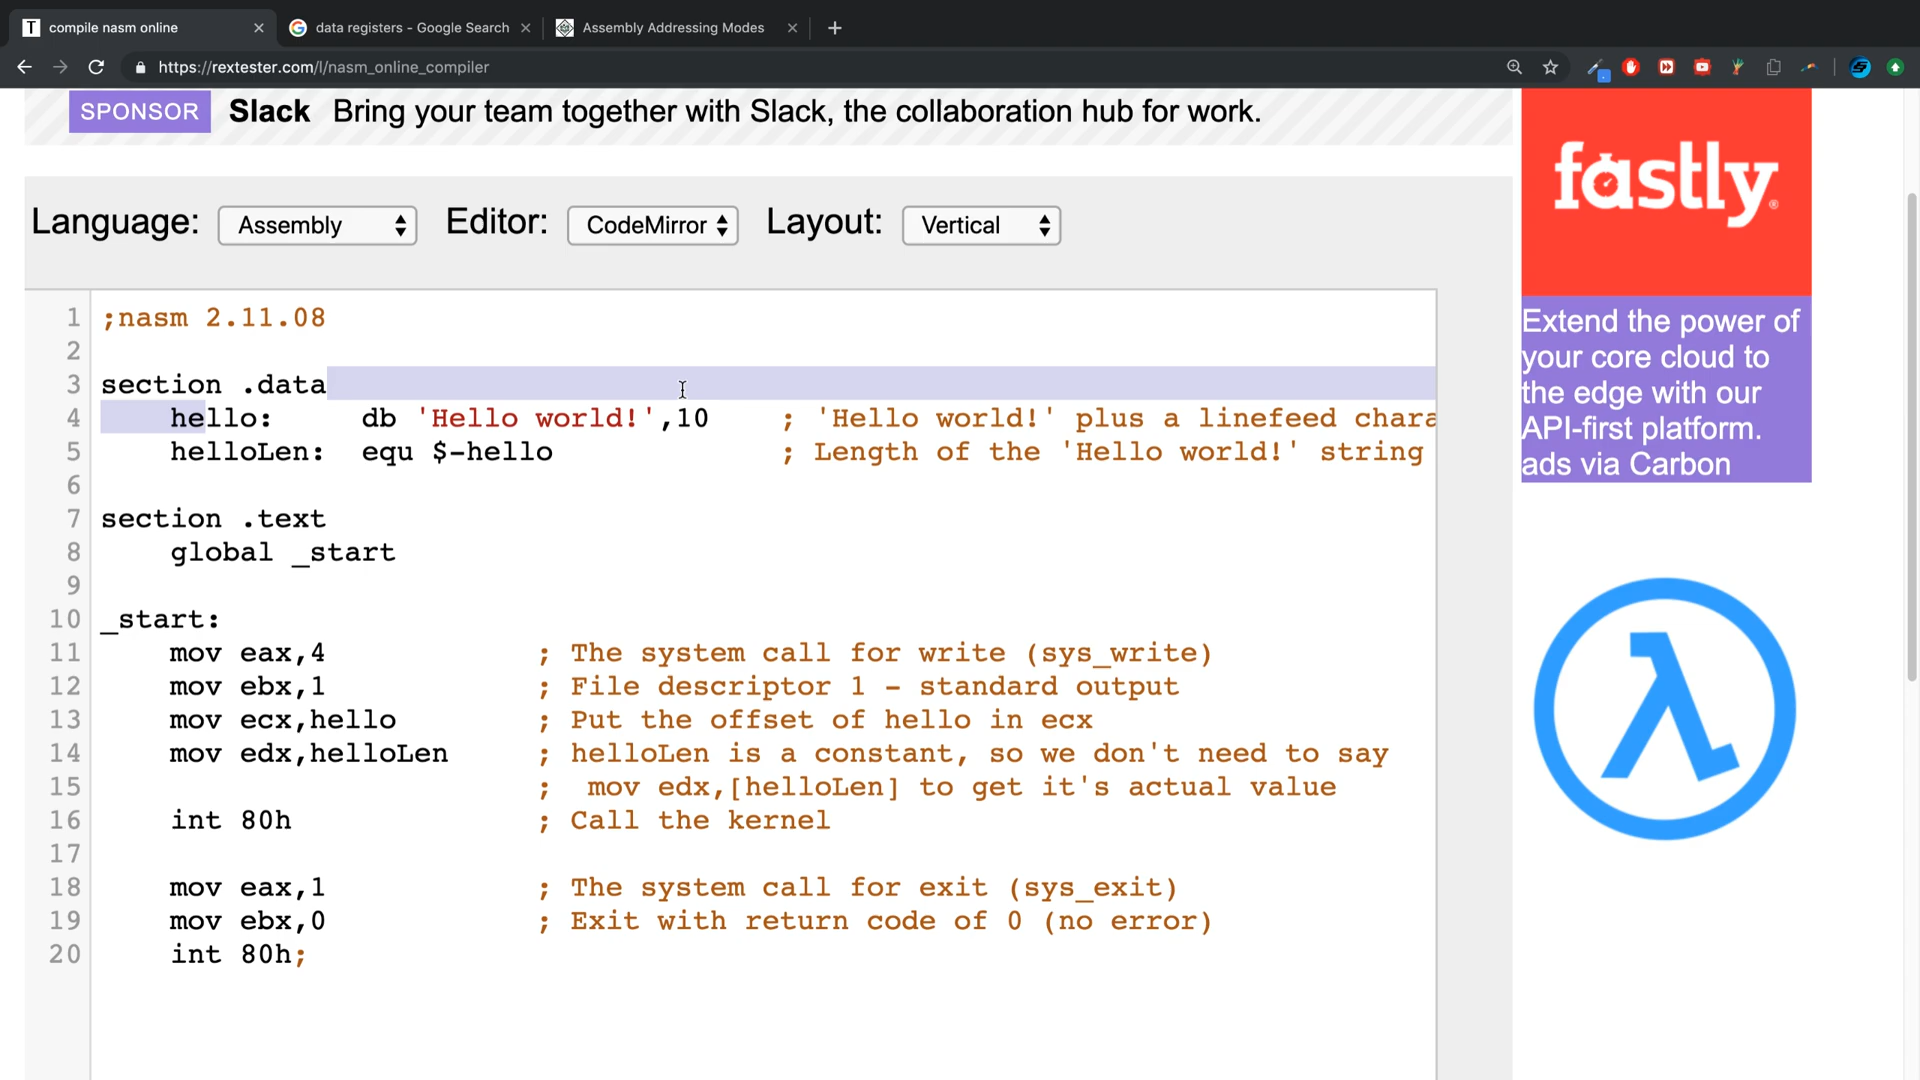 compile nasm online
data registers - Google Search
Assembly Addressing Modes
https://rextester.com/l/nasm_online_compiler
SPONSOR Slack Bring your team together with Slack, the collaboration hub for work.
fastly
Extend the power of
your core cloud to
the edge with our
API-first platform.
ads via Carbon
Language: Assembly Editor: CodeMirror Layout: Vertical
1 ;nasm 2.11.08
2
3 section .data
4 hello: db 'Hello world!',10 ; 'Hello world!' plus a linefeed chara
5 helloLen: equ $-hello ; Length of the 'Hello world!' string
6
7 section .text
8 global _start
9
10 _start:
11 mov eax,4 ; The system call for write (sys_write)
12 mov ebx,1 ; File descriptor 1 - standard output
13 mov ecx,hello ; Put the offset of hello in ecx
14 mov edx,helloLen ; helloLen is a constant, so we don't need to say
15 ; mov edx,[helloLen] to get it's actual value
16 int 80h ; Call the kernel
17
18 mov eax,1 ; The system call for exit (sys_exit)
19 mov ebx,0 ; Exit with return code of 0 (no error)
20 int 80h;